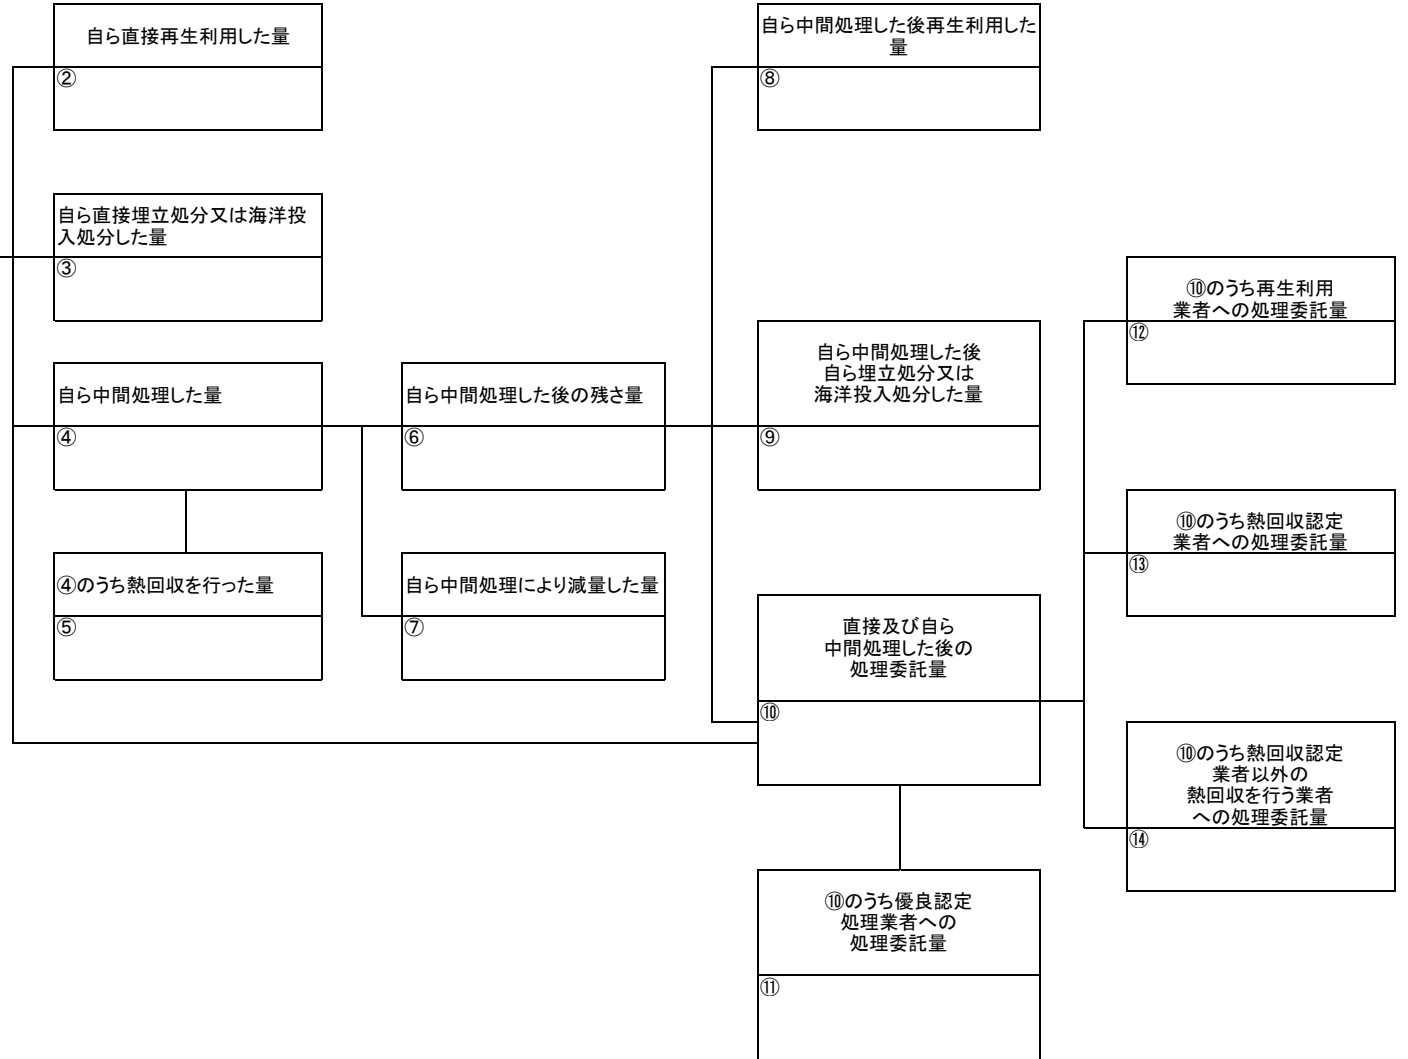 自ら直接再生利用した量
②
自ら直接埋立処分又は海洋投
入処分した量
③
自ら中間処理した量
④
④のうち熱回収を行った量
⑤
自ら中間処理した後の残さ量
⑥
自ら中間処理により減量した量
⑦
自ら中間処理した後再生利用した
量
⑧
自ら中間処理した後
自ら埋立処分又は
海洋投入処分した量
⑨
直接及び自ら
中間処理した後の
処理委託量
⑩
⑩のうち優良認定
処理業者への
処理委託量
⑪
⑩のうち再生利用
業者への処理委託量
⑫
⑩のうち熱回収認定
業者への処理委託量
⑬
⑩のうち熱回収認定
業者以外の
熱回収を行う業者
への処理委託量
⑭